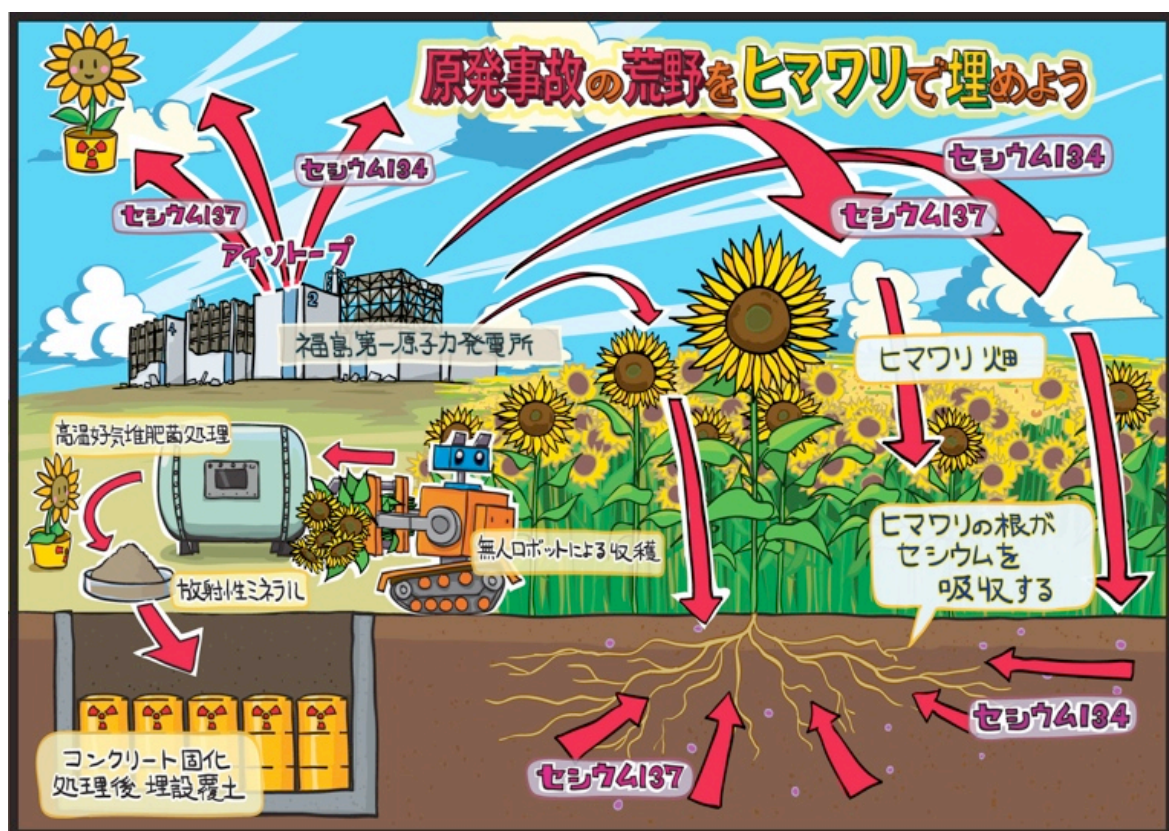 原発事故の荒野をヒマワリで埋めよう
セシウム134
セシウム137
アイソトープ
セシウム134
セシウム137
2
4
福島第一原子力発電所
ヒマワリ畑
高温好気堆肥菌処理
無人ロボットによる収穫
放射性ミネラル
ヒマワリの根が
セシウムを
吸収する
セシウム134
セシウム137
コンクリート固化
処理後埋設覆土